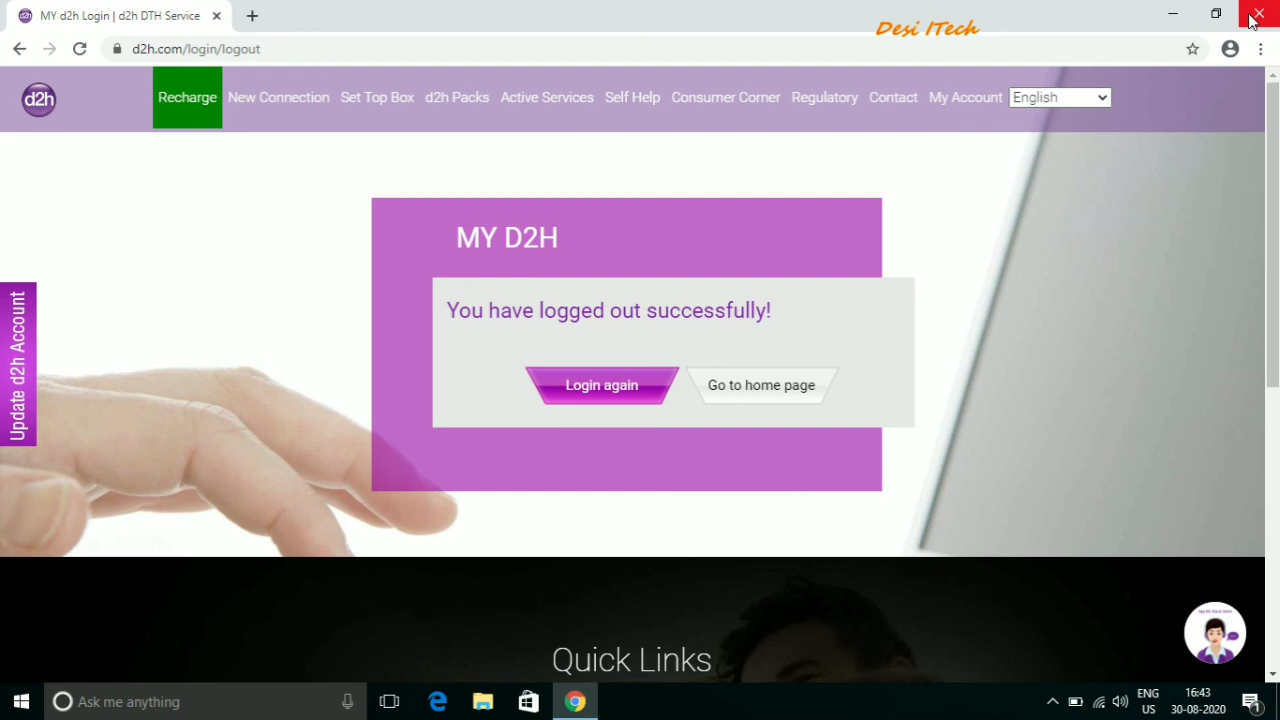 MY d2h Login | d2h DTH Service
Desi ITech
d2h.com/login/logout
d2h
Recharge New Connection Set Top Box d2h Packs Active Services Self Help Consumer Corner Regulatory Contact My Account English
MY D2H
You have logged out successfully!
Login again Go to home page
Update d2h Account
Quick Links
Ask me anything
ENG 16:43
US 30-08-2020
1